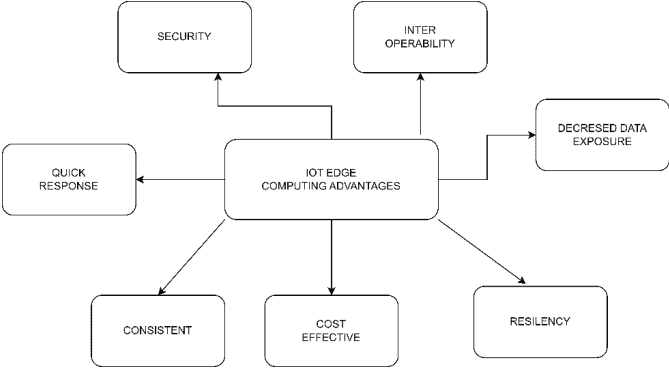 SECURITY
INTER
OPERABILITY
DECRESED DATA
EXPOSURE
QUICK
RESPONSE
IOT EDGE
COMPUTING ADVANTAGES
CONSISTENT
COST
EFFECTIVE
RESILENCY